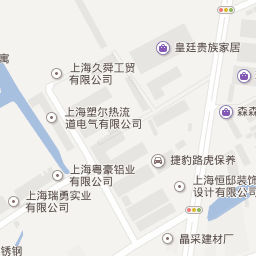 皇廷贵族家居
寓
上海久舜工贸
有限公司
森森
上海塑尔热流
道电气有限公司
捷豹路虎保养
上海粤豪铝业
有限公司
上海恒邸装饰
设计有限公司
上海瑞勇实业
有限公司
晶采建材厂
锈钢